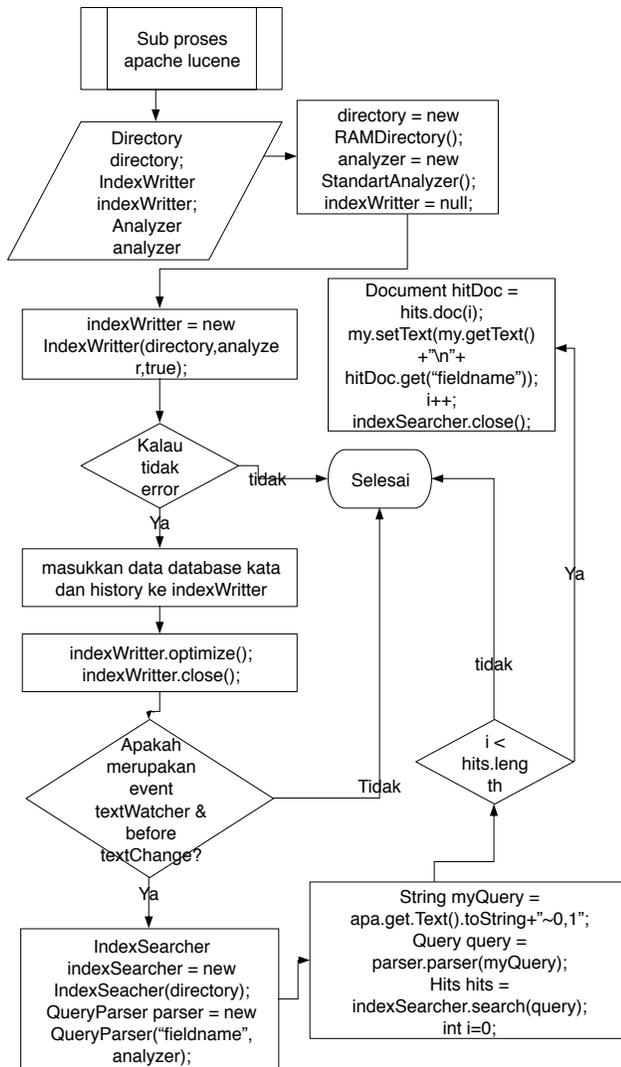 Sub proses
apache lucene
Directory
directory;
IndexWritter
indexWritter;
Analyzer
analyzer
directory = new
RAMDirectory();
analyzer = new
StandartAnalyzer();
indexWritter = null;
indexWritter = new
IndexWritter(directory,analyze
r,true);
Document hitDoc =
hits.doc(i);
my.setText(my.getText()
+”\n”+
hitDoc.get(“fieldname”));
i++;
indexSearcher.close();
Kalau
tidak
error
tidak
Selesai
Ya
masukkan data database kata
dan history ke indexWritter
Ya
indexWritter.optimize();
indexWritter.close();
tidak
Apakah
merupakan
event
textWatcher &
before
textChange?
Tidak
i <
hits.leng
th
Ya
IndexSearcher
indexSearcher = new
IndexSeacher(directory);
QueryParser parser = new
QueryParser(“fieldname”,
analyzer);
String myQuery =
apa.get.Text().toString+”~0,1”;
Query query =
parser.parser(myQuery);
Hits hits =
indexSearcher.search(query);
int i=0;